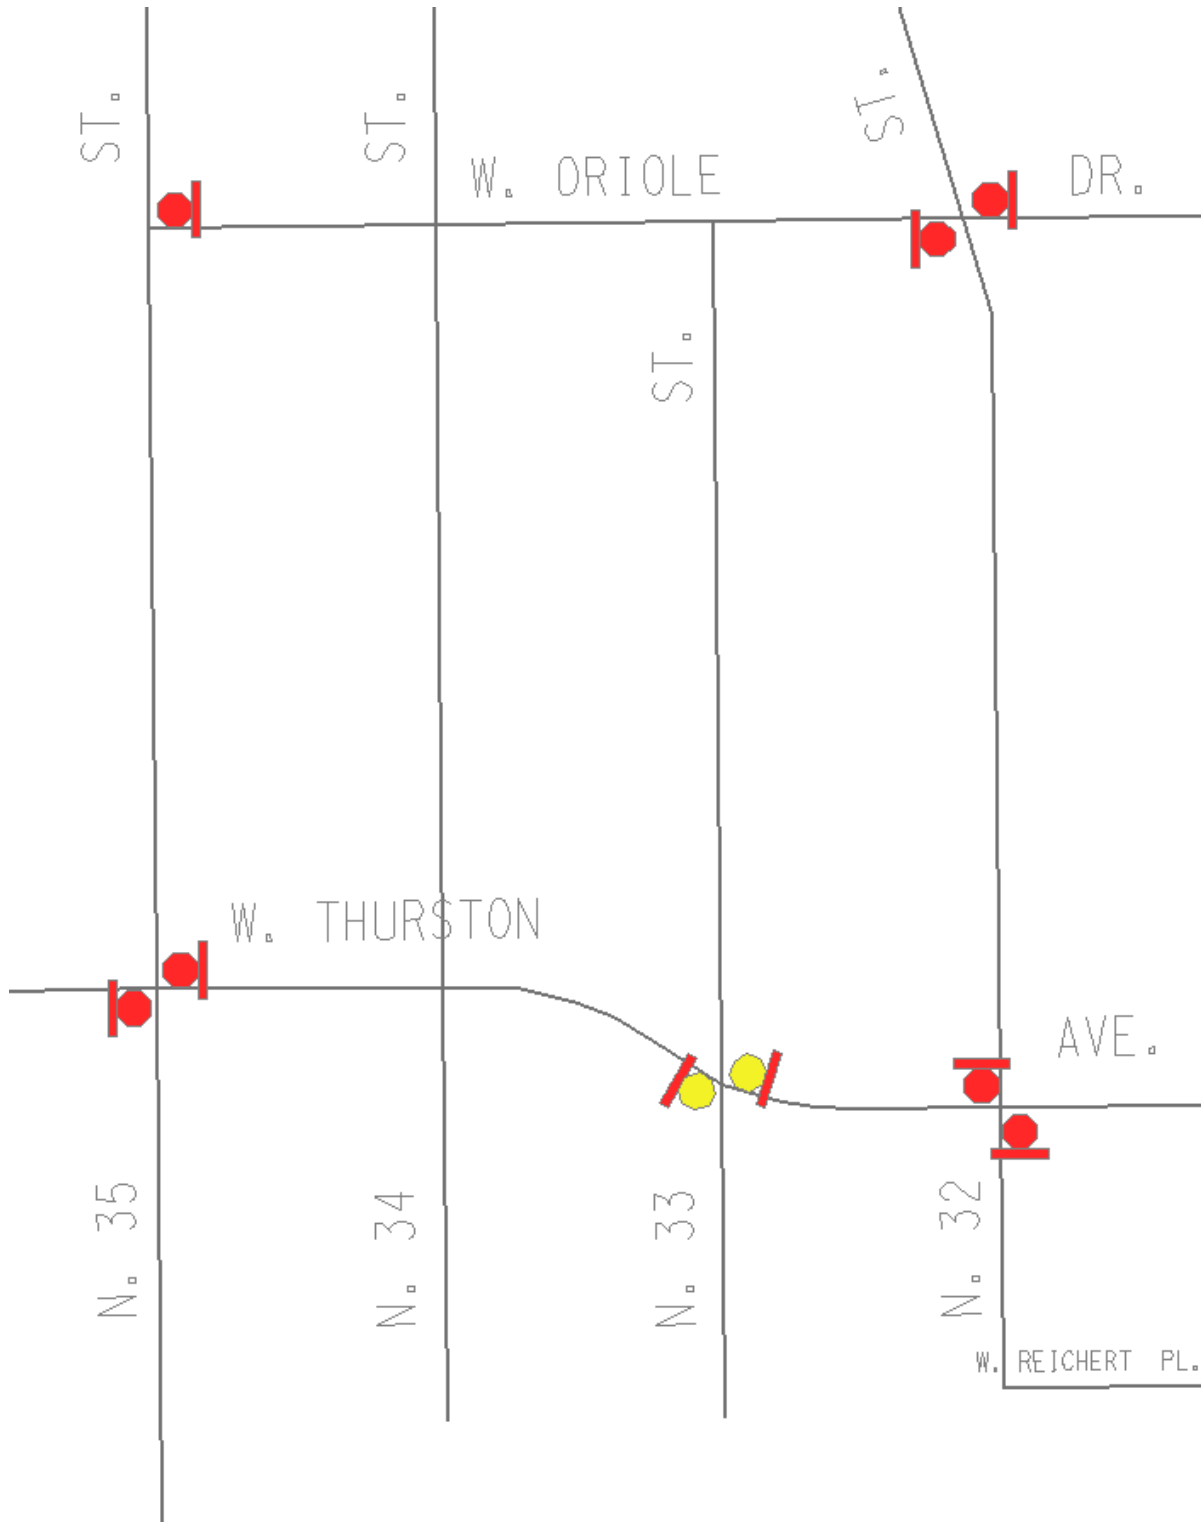 ST.
ST.
ST.
W. ORIOLE DR.
ST.
W. THURSTON AVE.
N. 35
N. 34
N. 33
N. 32
W. REICHERT PL.